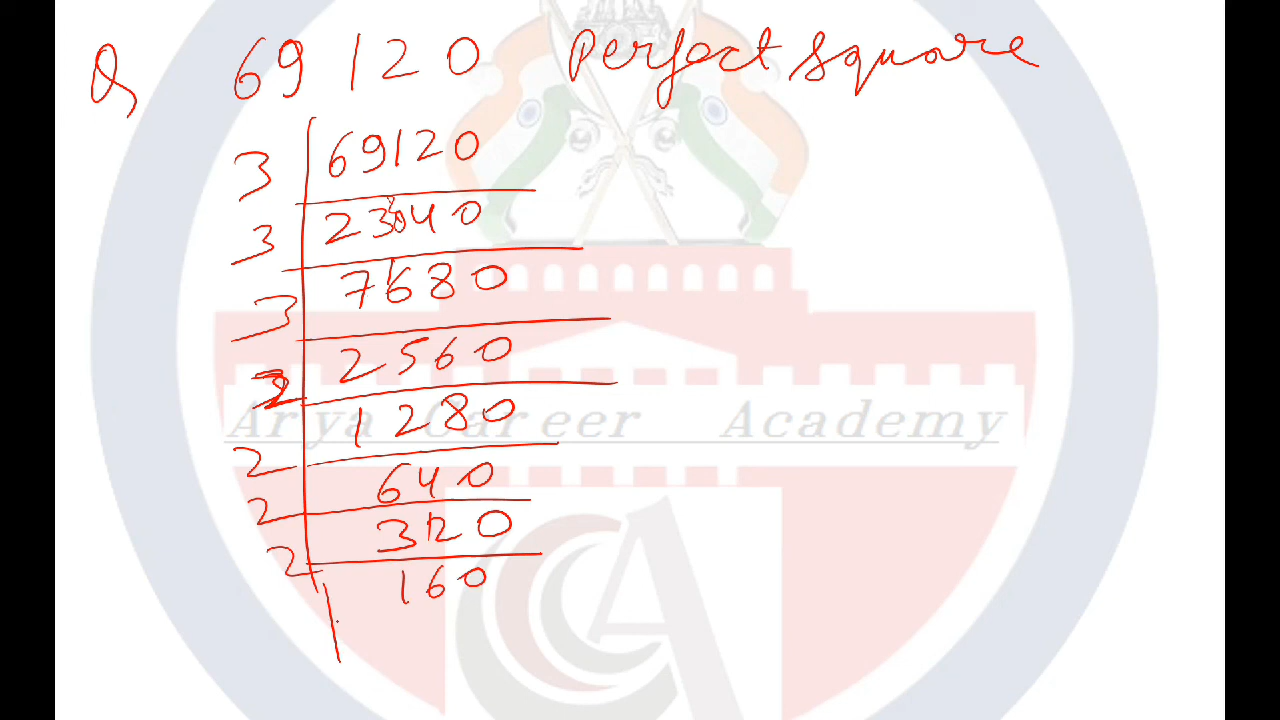 Q 69120 Perfect square
3 69120
3 23040
3 7680
2 2560
2 1280
2 640
2 320
160
Arya Career Academy
CA